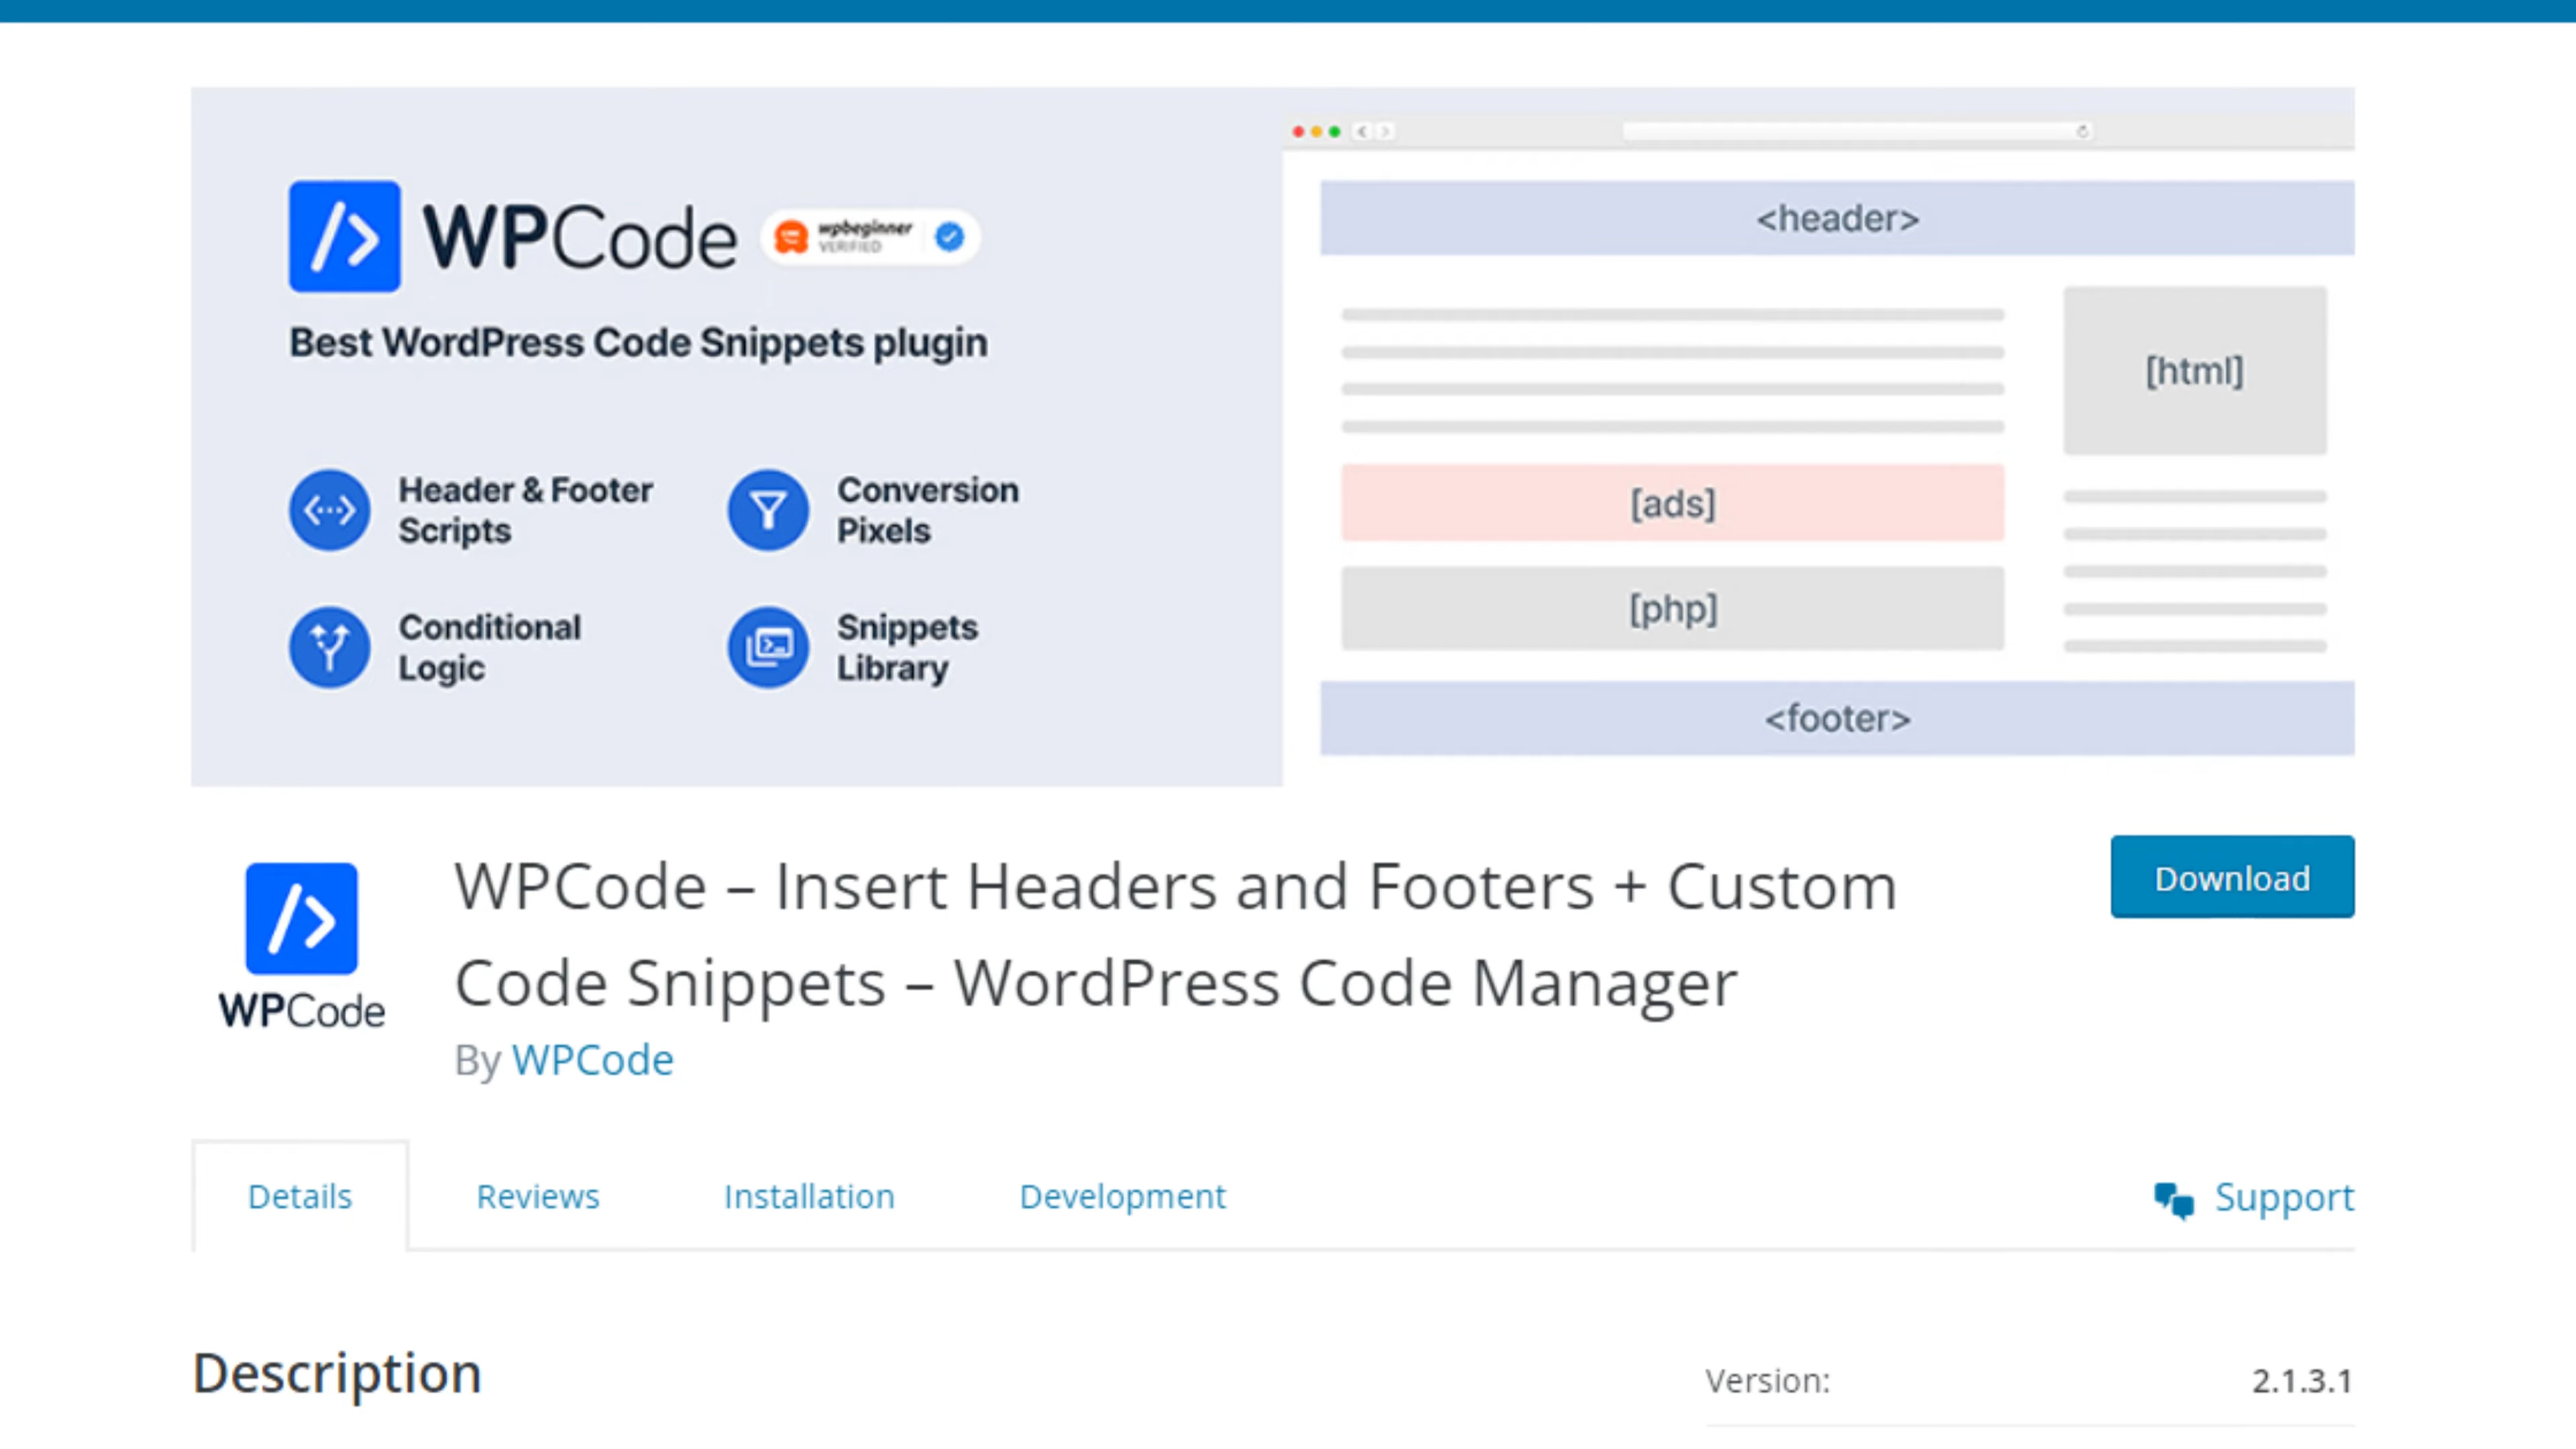 WPCode
wpbeginner
VERIFIED
Best WordPress Code Snippets plugin
Header & Footer
Scripts
Conversion
Pixels
Conditional
Logic
Snippets
Library
<header>
[html]
[ads]
[php]
<footer>
WPCode
WPCode – Insert Headers and Footers + Custom
Code Snippets – WordPress Code Manager
By WPCode
Download
Details
Reviews
Installation
Development
Support
Description
Version: 2.1.3.1